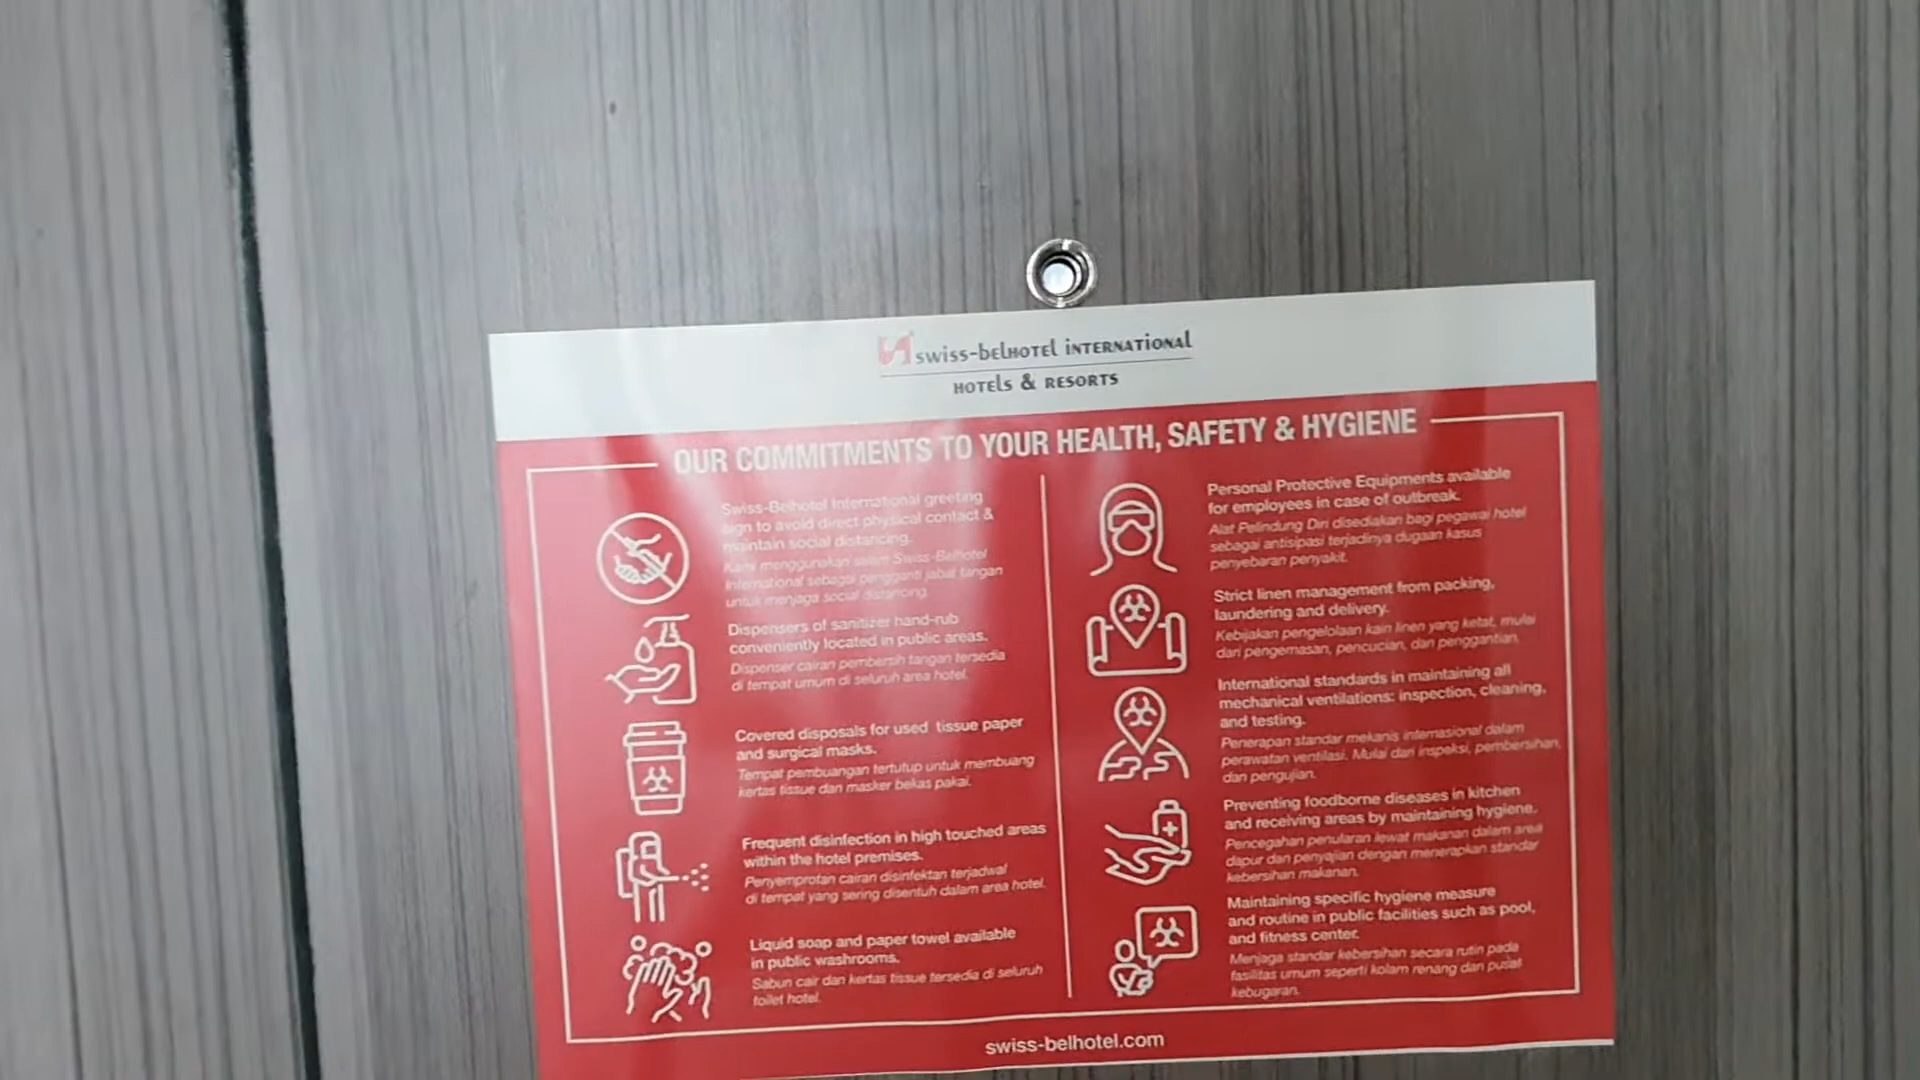 swiss-belHOTEL INTERNATIONAL
HOTELS & RESORTS
OUR COMMITMENTS TO YOUR HEALTH, SAFETY & HYGIENE
Swiss-Belhotel International greeting
sign to avoid direct physical contact &
maintain social distancing.
Kami menggunakan salam Swiss-Belhotel
International sebagai pengganti jabat tangan
untuk menjaga social distancing.
Dispensers of sanitizer hand-rub
conveniently located in public areas.
Dispenser cairan pembersih tangan tersedia
di tempat umum di seluruh area hotel.
Covered disposals for used tissue paper
and surgical masks.
Tempat pembuangan tertutup untuk membuang
kertas tissue dan masker bekas pakai.
Frequent disinfection in high touched areas
within the hotel premises.
Penyemprotan cairan disinfektan terjadwal
di tempat yang sering disentuh dalam area hotel.
Liquid soap and paper towel available
in public washrooms.
Sabun cair dan kertas tissue tersedia di seluruh
toilet hotel.
Personal Protective Equipments available
for employees in case of outbreak.
Alat Pelindung Diri disediakan bagi pegawai hotel
sebagai antisipasi terjadinya dugaan kasus
penyebaran penyakit.
Strict linen management from packing,
laundering and delivery.
Kebijakan pengelolaan kain linen yang ketat, mulai
dari pengemasan, pencucian, dan penggantian.
International standards in maintaining all
mechanical ventilations: inspection, cleaning,
and testing.
Penerapan standar mekanis internasional dalam
perawatan ventilasi. Mulai dari inspeksi, pembersihan,
dan pengujian.
Preventing foodborne diseases in kitchen
and receiving areas by maintaining hygiene.
Pencegahan penularan lewat makanan dalam area
dapur dan penyajian dengan menerapkan standar
kebersihan makanan.
Maintaining specific hygiene measure
and routine in public facilities such as pool,
and fitness center.
Menjaga standar kebersihan secara rutin pada
fasilitas umum seperti kolam renang dan pusat
kebugaran.
swiss-belhotel.com